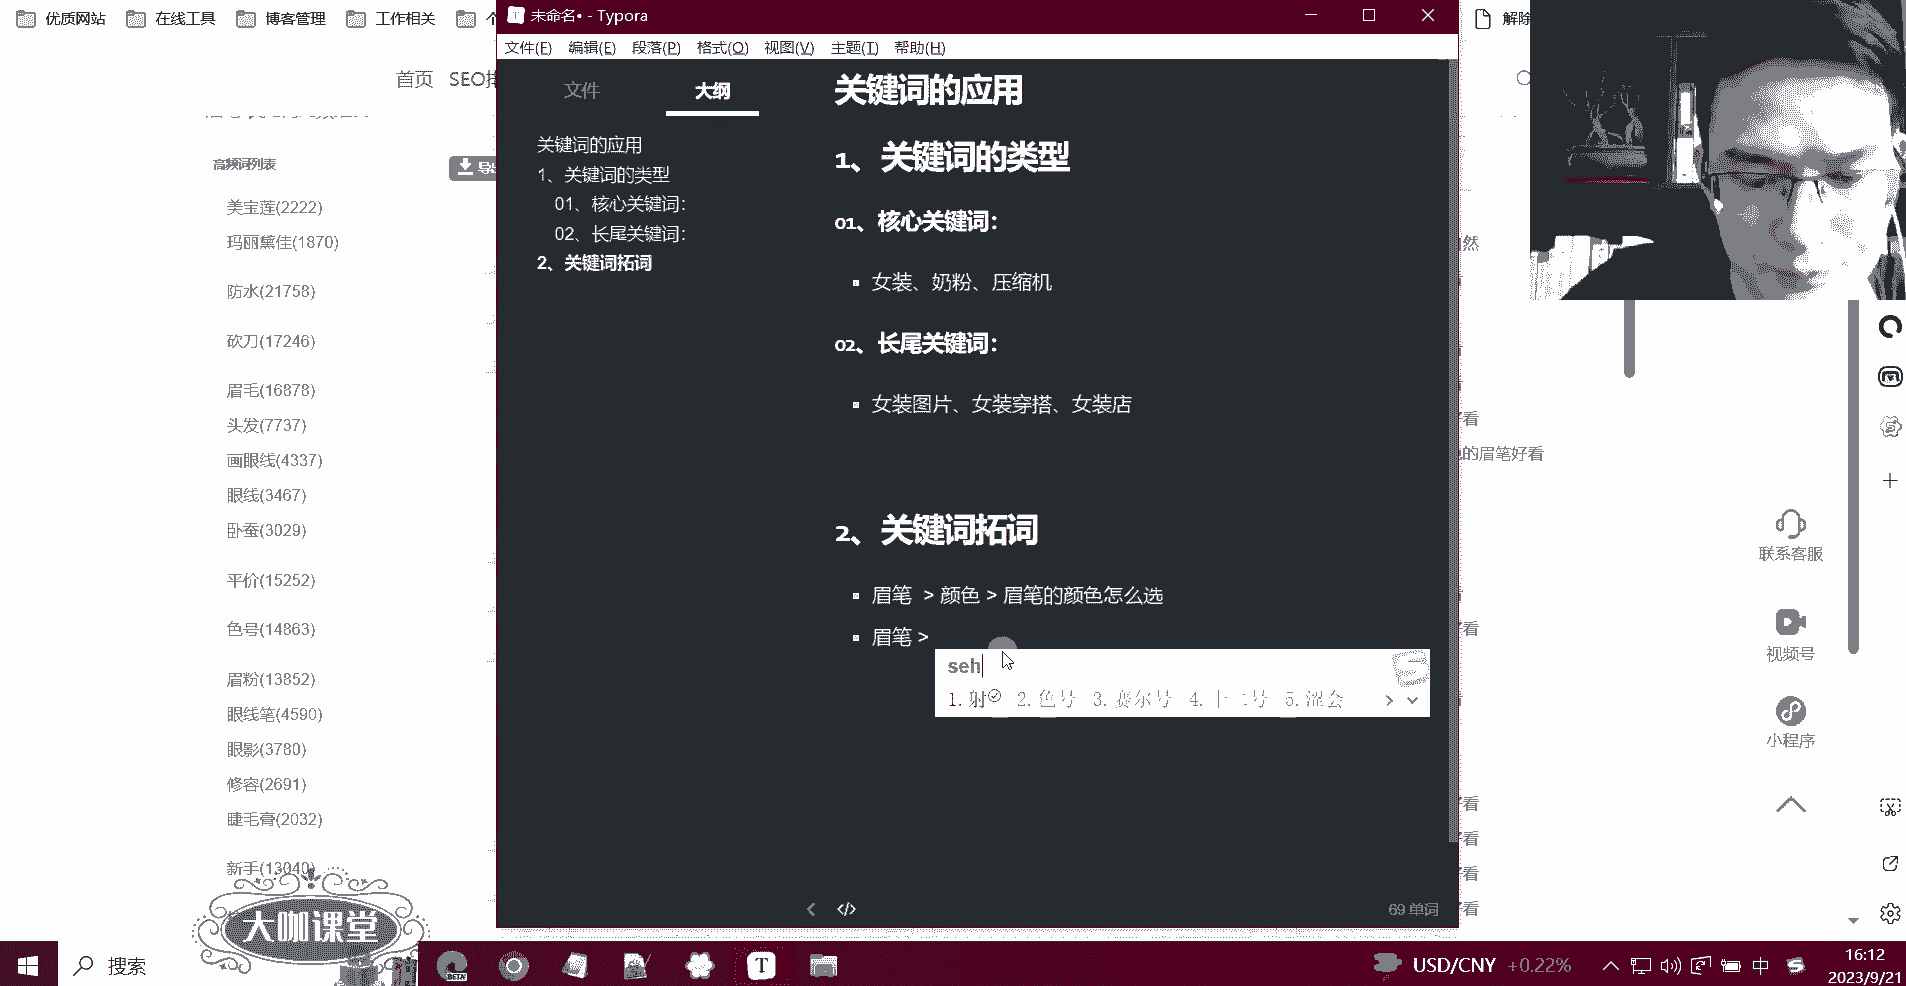 优质网站 在线工具 博客管理 工作相关
未命名• - Typora
文件(F) 编辑(E) 段落(P) 格式(O) 视图(V) 主题(T) 帮助(H)
首页
文件 大纲
关键词的应用
1、关键词的类型
01、核心关键词：
02、长尾关键词：
2、关键词拓词
关键词的应用
1、关键词的类型
01、核心关键词：
女装、奶粉、压缩机
02、长尾关键词：
女装图片、女装穿搭、女装店
2、关键词拓词
眉笔 > 颜色 > 眉笔的颜色怎么选
眉笔 >
seh
1.射 2.色号 3.赛尔号 5.涩会
69 单词
高频词列表
美宝莲(2222)
玛丽黛佳(1870)
防水(21758)
砍刀(17246)
眉毛(16878)
头发(7737)
画眼线(4337)
眼线(3467)
卧蚕(3029)
平价(15252)
色号(14863)
眉粉(13852)
眼线笔(4590)
眼影(3780)
修容(2691)
睫毛膏(2032)
新手(13040)
大咖课堂
解除
然
看
的眉笔好看
看
看
看
看
看
联系客服
视频号
小程序
搜索
BETA
T
USD/CNY +0.22%
中
16:12
2023/9/21